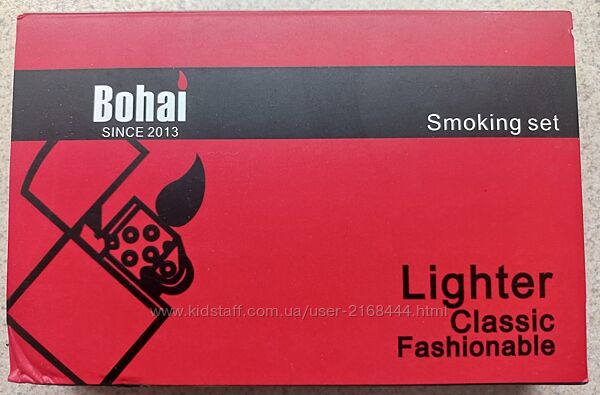 Bohai
SINCE 2013
Smoking set
Lighter
Classic
Fashionable
www.kidstaff.com.ua/user-2168444.html